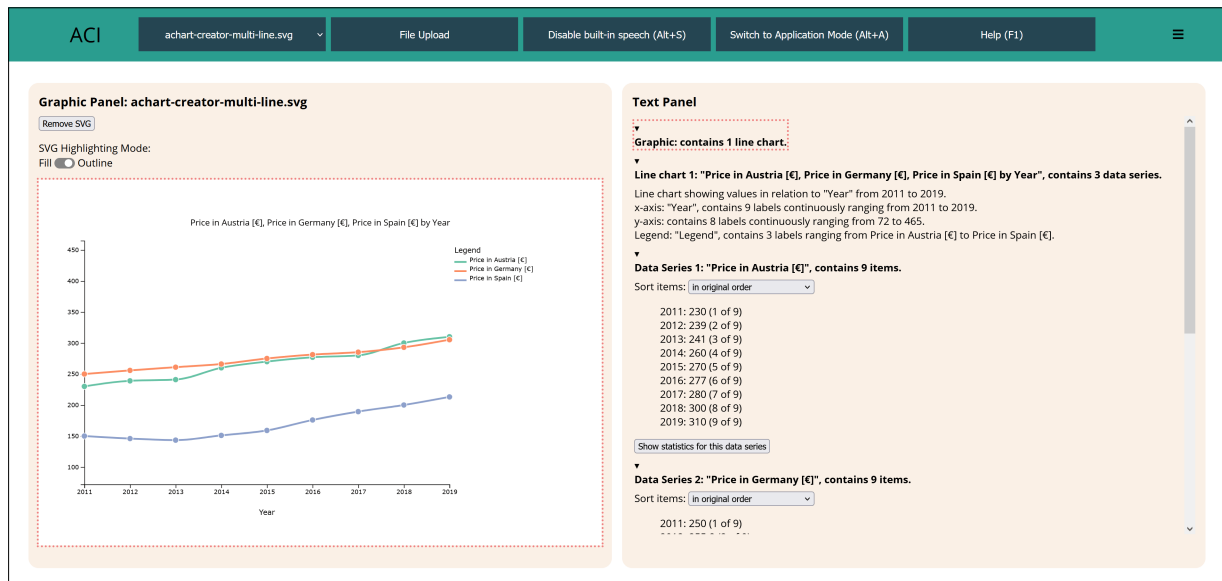 ACI
achart-creator-multi-line.svg
File Upload
Disable built-in speech (Alt+S)
Switch to Application Mode (Alt+A)
Help (F1)
Graphic Panel: achart-creator-multi-line.svg
Remove SVG
SVG Highlighting Mode:
Fill Outline
Price in Austria [€], Price in Germany [€], Price in Spain [€] by Year
Legend
Price in Austria [€]
Price in Germany [€]
Price in Spain [€]
450
400
350
300
250
200
150
100
2011 2012 2013 2014 2015 2016 2017 2018 2019
Year
Text Panel
Graphic: contains 1 line chart.
Line chart 1: "Price in Austria [€], Price in Germany [€], Price in Spain [€] by Year", contains 3 data series.
Line chart showing values in relation to "Year" from 2011 to 2019.
x-axis: "Year", contains 9 labels continuously ranging from 2011 to 2019.
y-axis: contains 8 labels continuously ranging from 72 to 465.
Legend: "Legend", contains 3 labels ranging from Price in Austria [€] to Price in Spain [€].
Data Series 1: "Price in Austria [€]", contains 9 items.
Sort items: in original order
2011: 230 (1 of 9)
2012: 239 (2 of 9)
2013: 241 (3 of 9)
2014: 260 (4 of 9)
2015: 270 (5 of 9)
2016: 277 (6 of 9)
2017: 280 (7 of 9)
2018: 300 (8 of 9)
2019: 310 (9 of 9)
Show statistics for this data series
Data Series 2: "Price in Germany [€]", contains 9 items.
Sort items: in original order
2011: 250 (1 of 9)